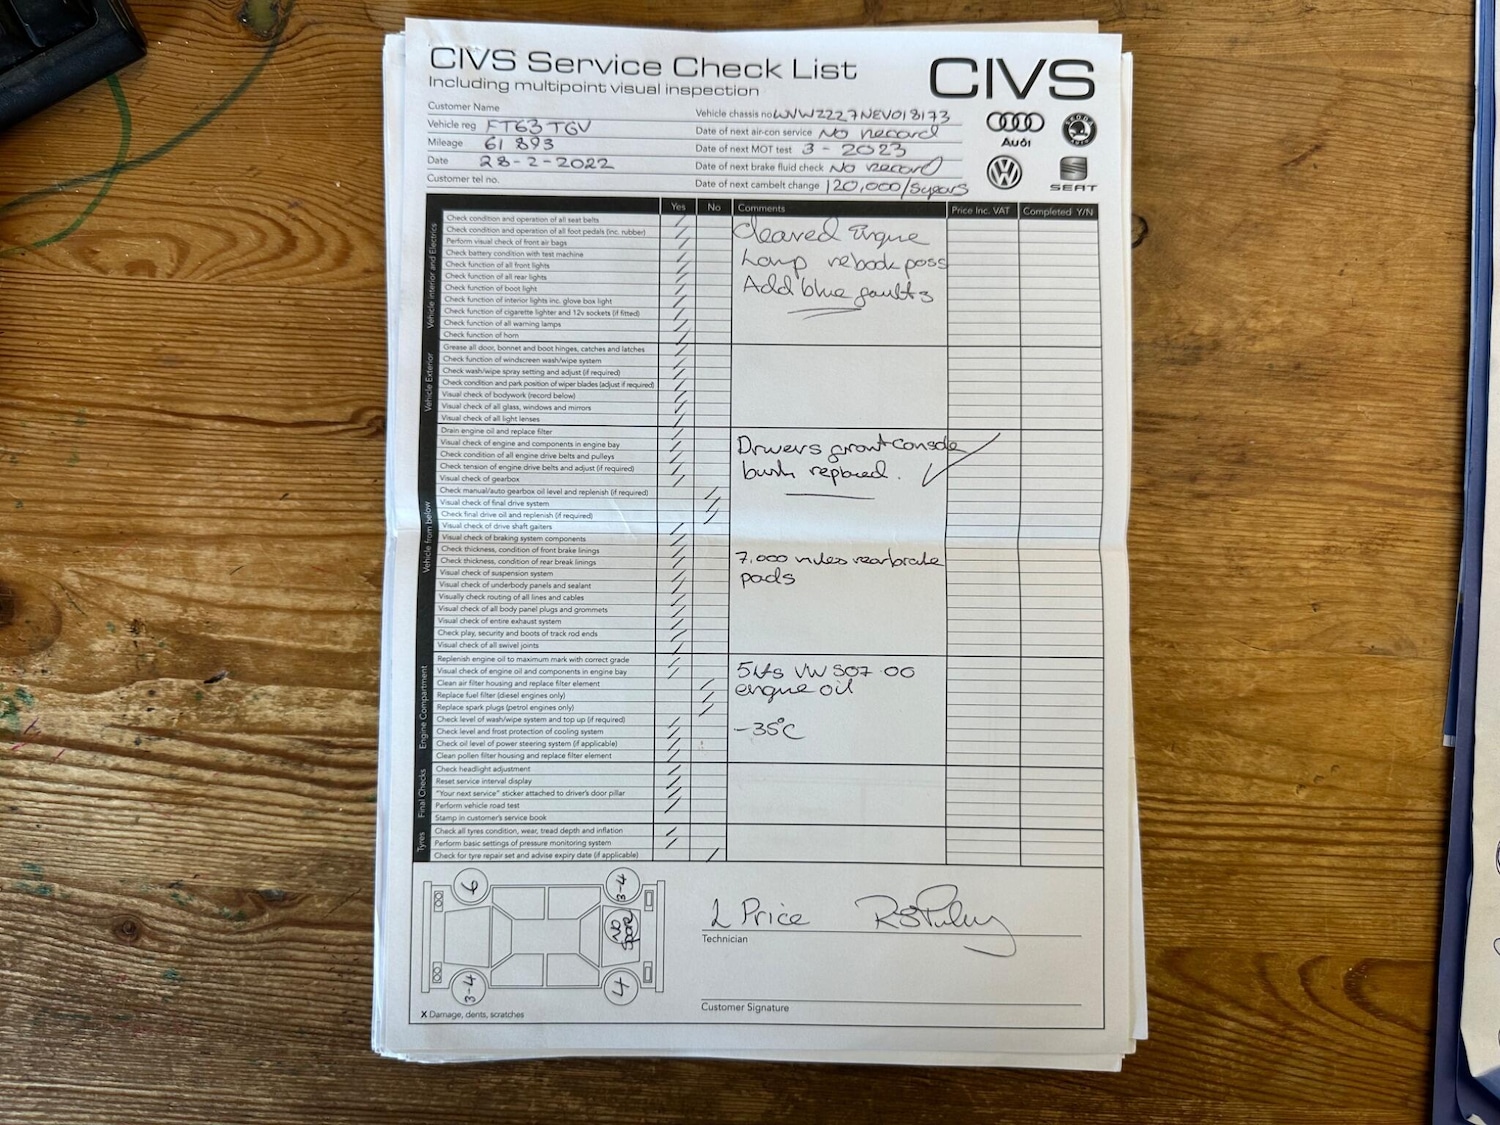 CIVS Service Check List
Including multipoint visual inspection
CIVS
Audi
SKODA
SEAT
Customer Name
Vehicle reg FT63 TGV
Mileage 61 893
Date 28-2-2022
Customer tel no.
Vehicle chassis no WVWZZZ7NEV018173
Date of next air-con service No record
Date of next MOT test 3 - 2023
Date of next brake fluid check No record
Date of next cambelt change 120,000/5years
Yes No Comments Price Inc. VAT Completed Y/N
Vehicle interior and Electrics
Check condition and operation of all seat belts
Check condition and operation of all foot pedals (inc. rubber)
Perform visual check of front air bags
Check battery condition with test machine
Check function of all front lights
Check function of all rear lights
Check function of boot light
Check function of interior lights inc. glove box light
Check function of cigarette lighter and 12v sockets (if fitted)
Check function of all warning lamps
Check function of horn
Cleared Engine
Lamp rebook poss
Add blue faults
Vehicle Exterior
Grease all door, bonnet and boot hinges, catches and latches
Check function of windscreen wash/wipe system
Check wash/wipe spray setting and adjust (if required)
Check condition and park position of wiper blades (adjust if required)
Visual check of bodywork (record below)
Visual check of all glass, windows and mirrors
Visual check of all light lenses
Vehicle from below
Drain engine oil and replace filter
Visual check of engine and components in engine bay
Check condition of all engine drive belts and pulleys
Check tension of engine drive belts and adjust (if required)
Visual check of gearbox
Check manual/auto gearbox oil level and replenish (if required)
Visual check of final drive system
Check final drive oil and replenish (if required)
Visual check of drive shaft gaiters
Visual check of braking system components
Check thickness, condition of front brake linings
Check thickness, condition of rear break linings
Visual check of suspension system
Visual check of underbody panels and sealant
Visually check routing of all lines and cables
Visual check of all body panel plugs and grommets
Visual check of entire exhaust system
Check play, security and boots of track rod ends
Visual check of all swivel joints
Drivers front console
bush replaced.
7,000 miles rear brake
pads
Engine Compartment
Replenish engine oil to maximum mark with correct grade
Visual check of engine oil and components in engine bay
Clean air filter housing and replace filter element
Replace fuel filter (diesel engines only)
Replace spark plugs (petrol engines only)
Check level of wash/wipe system and top up (if required)
Check level and frost protection of cooling system
Check oil level of power steering system (if applicable)
Clean pollen filter housing and replace filter element
5Lts VW 507 00
engine oil
-35°C
Final Checks
Check headlight adjustment
Reset service interval display
"Your next service" sticker attached to driver's door pillar
Perform vehicle road test
Stamp in customer's service book
Tyres
Check all tyres condition, wear, tread depth and inflation
Perform basic settings of pressure monitoring system
Check for tyre repair set and advise expiry date (if applicable)
6
3-4
No
Spare
3-4
4
X Damage, dents, scratches
L Price
Technician
Customer Signature